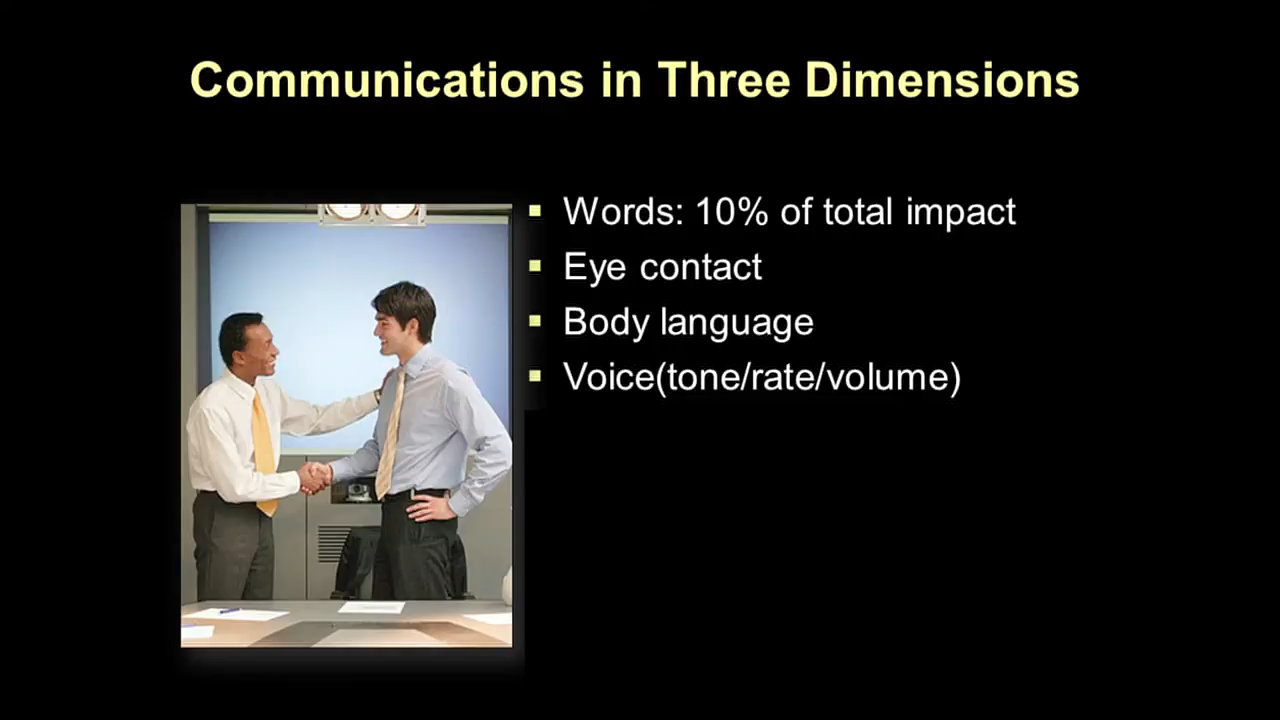 Communications in Three Dimensions
Words: 10% of total impact
Eye contact
Body language
Voice(tone/rate/volume)